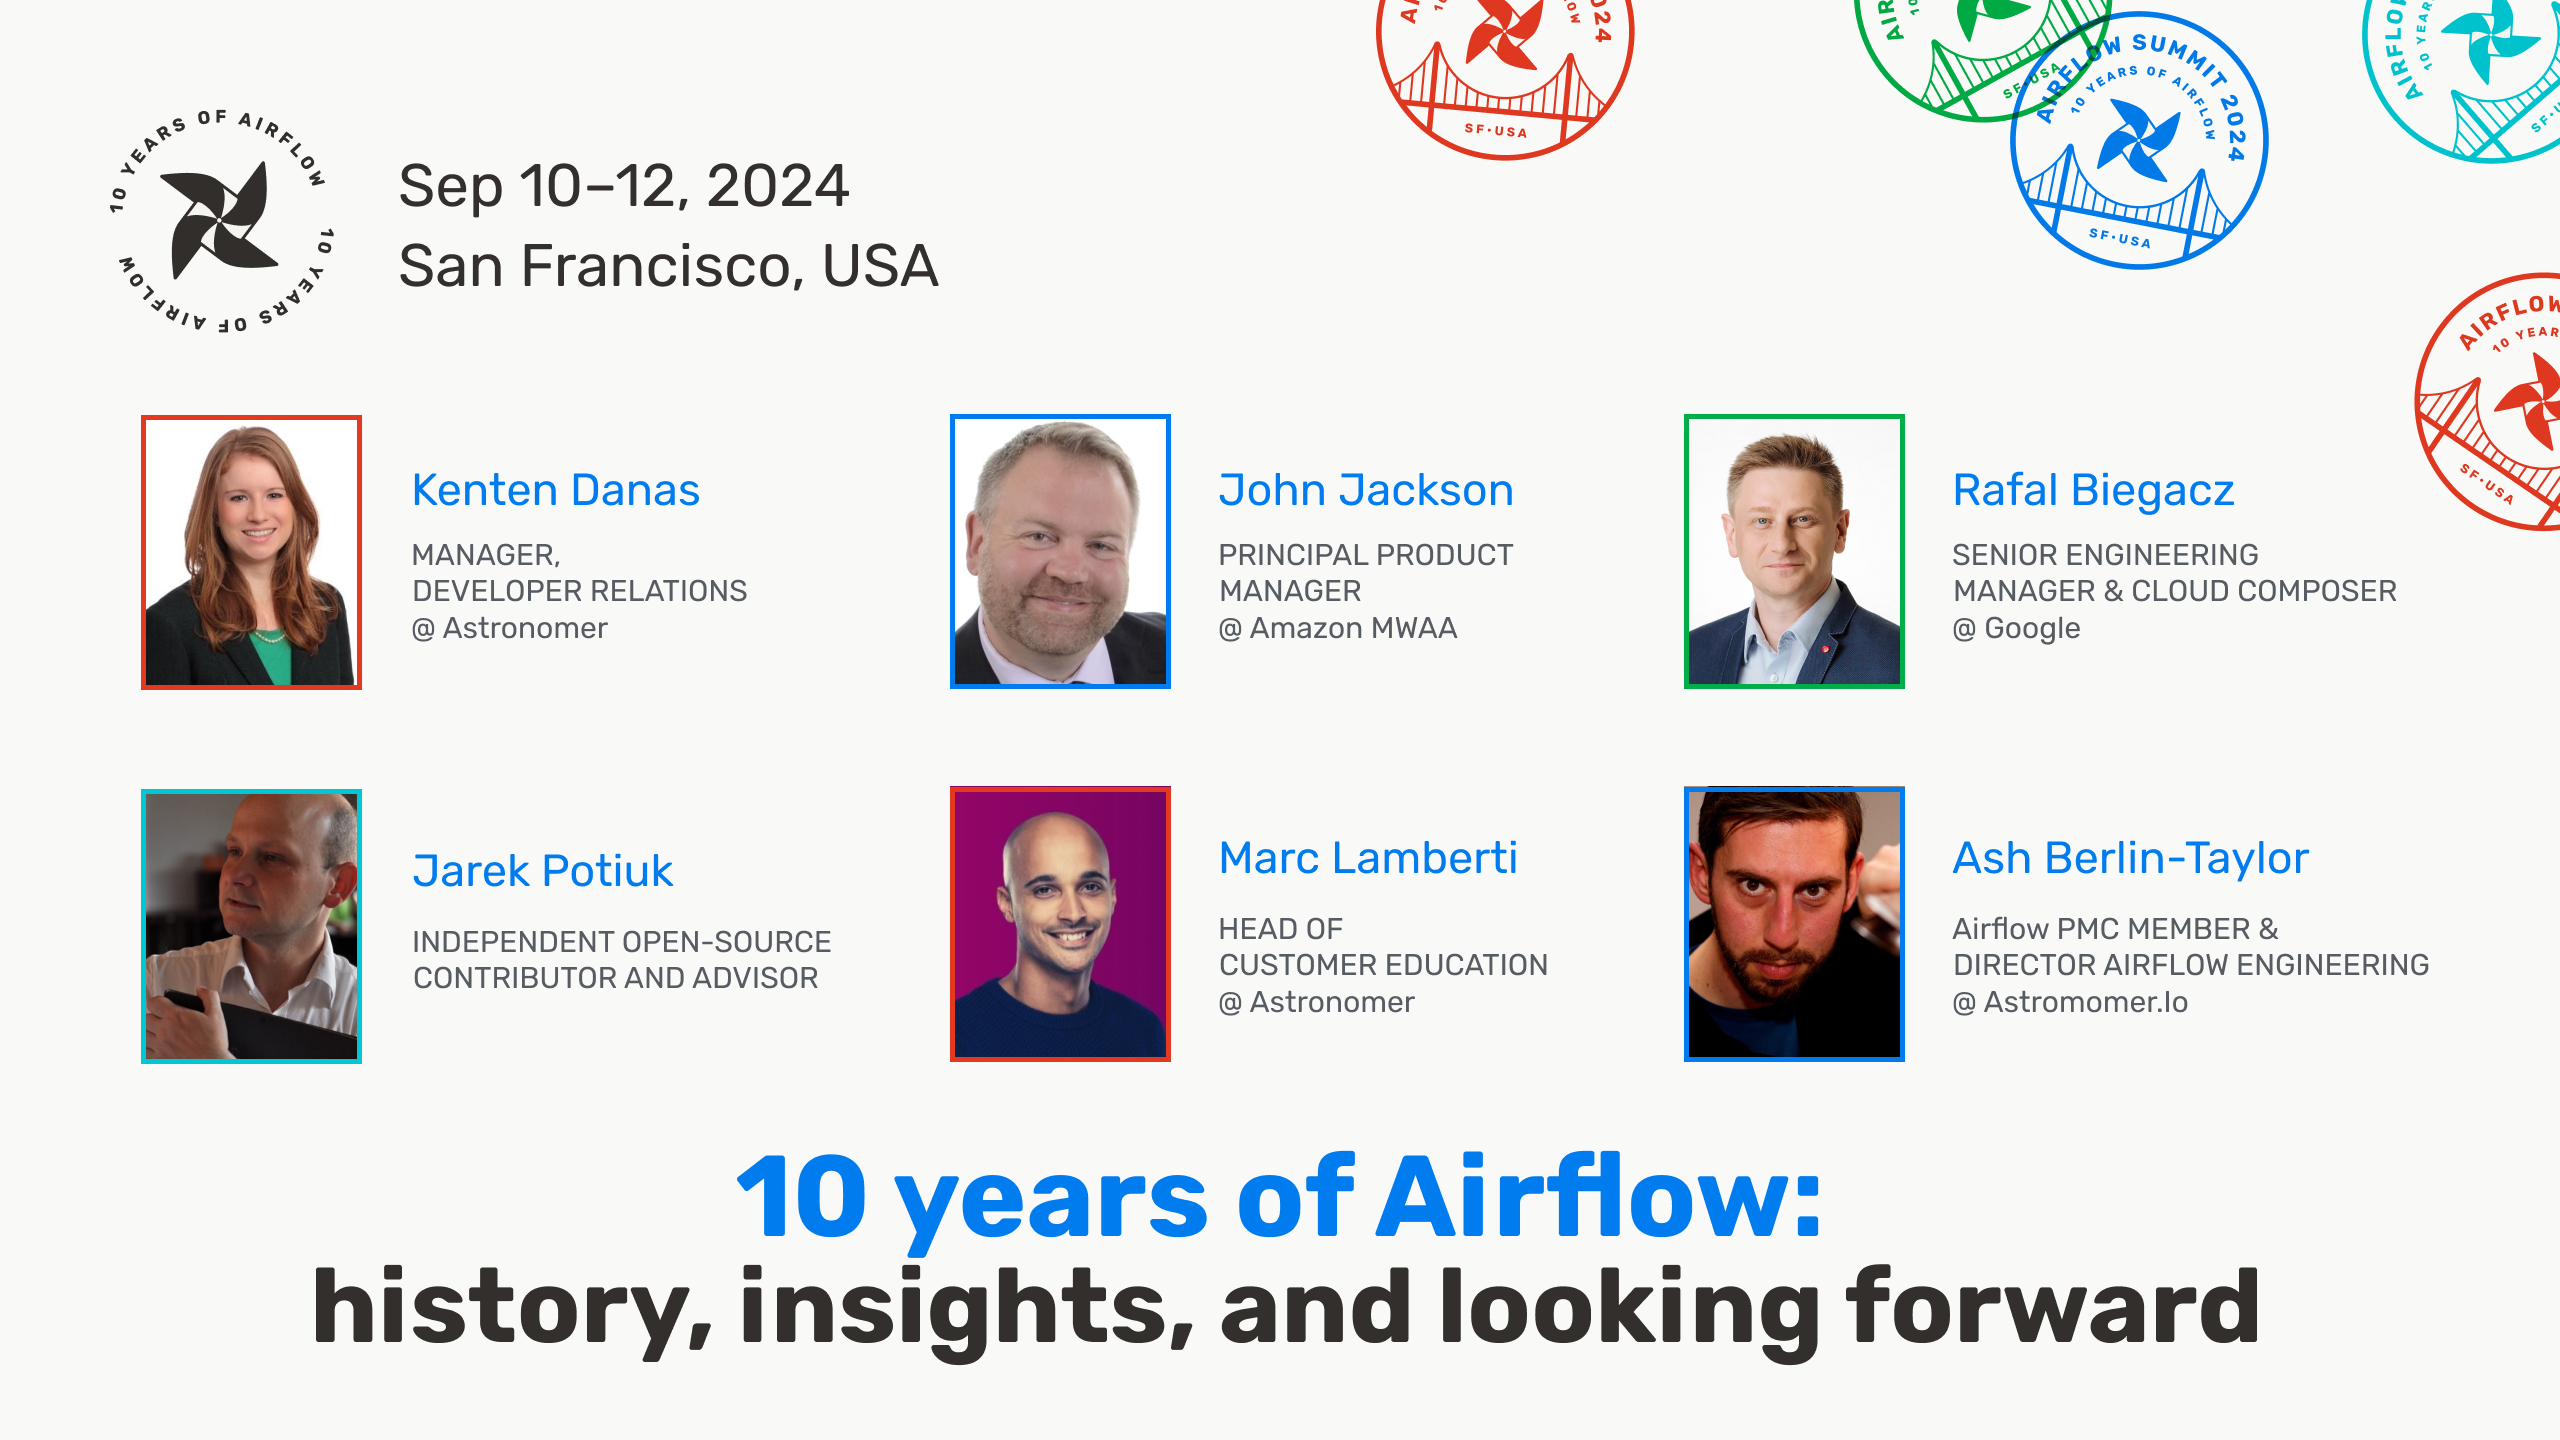 10 YEARS OF AIRFLOW
10 YEARS OF AIRFLOW
Sep 10–12, 2024
San Francisco, USA
2024
SF·USA
SF·USA
AIRFLOW SUMMIT 2024
10 YEARS OF AIRFLOW
SF·USA
AIRFLOW
10 YEARS
AIRFLOW
10 YEAR
SF·USA
Kenten Danas
MANAGER,
DEVELOPER RELATIONS
@ Astronomer
John Jackson
PRINCIPAL PRODUCT
MANAGER
@ Amazon MWAA
Rafal Biegacz
SENIOR ENGINEERING
MANAGER & CLOUD COMPOSER
@ Google
Jarek Potiuk
INDEPENDENT OPEN-SOURCE
CONTRIBUTOR AND ADVISOR
Marc Lamberti
HEAD OF
CUSTOMER EDUCATION
@ Astronomer
Ash Berlin-Taylor
Airflow PMC MEMBER &
DIRECTOR AIRFLOW ENGINEERING
@ Astromomer.Io
10 years of Airflow:
history, insights, and looking forward